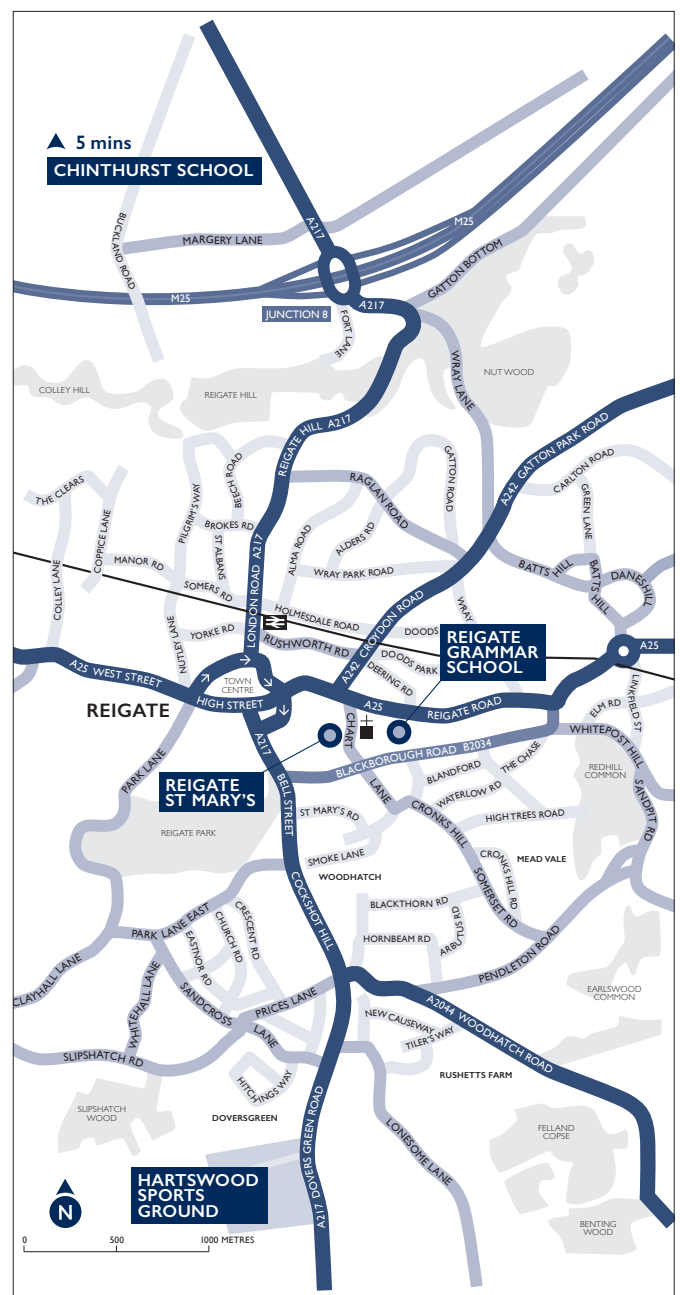 5 mins
CHINTHURST SCHOOL
A217
M25
BUCKLAND ROAD
MARGERY LANE
GATTON BOTTOM
M25
A217
JUNCTION 8
FORT LANE
WRAY LANE
NUT WOOD
COLLEY HILL
REIGATE HILL
REIGATE HILL A217
A242 GATTON PARK ROAD
THE CLEARS
COPPICE LANE
PILGRIM'S WAY
BEECH ROAD
RAGLAN ROAD
GATTON ROAD
CARLTON ROAD
GREEN LANE
BROKES RD
ST ALBANS
ALMA ROAD
ALDERS RD
LONDON ROAD A217
MANOR RD
WRAY PARK ROAD
BATTS HILL
BATTS HILL
DANESHILL
COLLEY LANE
SOMERS RD
HOLMESDALE ROAD
A242 CROYDON ROAD
WRAY
NUTLEY LANE
YORKE RD
RUSHWORTH RD
DOODS
DOODS PARK
DEERING RD
REIGATE
GRAMMAR
SCHOOL
A25
A25 WEST STREET
TOWN
CENTRE
HIGH STREET
REIGATE
A25
REIGATE ROAD
ELM RD
LINKFIELD ST
WHITEPOST HILL
A217
CHART
LANE
BLACKBOROUGH ROAD B2034
THE CHASE
BLANDFORD
WATERLOW RD
REDHILL
COMMON
SANDPIT RD
PARK LANE
REIGATE
ST MARY'S
BELL STREET
ST MARY'S RD
CRONKS HILL
HIGH TREES ROAD
REIGATE PARK
SMOKE LANE
WOODHATCH
CRONKS HILL RD
MEAD VALE
SOMERSET RD
COCKSHOT HILL
BLACKTHORN RD
ARBUTUS RD
HORNBEAM RD
PARK LANE EAST
EASTNOR RD
CHURCH RD
CRESCENT RD
PENDLETON ROAD
CLAYHALL LANE
WHITEHALL LANE
SANDCROSS
LANE
PRICES LANE
EARLSWOOD
COMMON
NEW CAUSEWAY
TILER'S WAY
A2044 WOODHATCH ROAD
SLIPSHATCH RD
HITCHINGS WAY
RUSHETTS FARM
SLIPSHATCH
WOOD
DOVERSGREEN
LONESOME LANE
FELLAND
COPSE
A217 DOVERS GREEN ROAD
HARTSWOOD
SPORTS
GROUND
N
BENTING
WOOD
0 500 1000 METRES